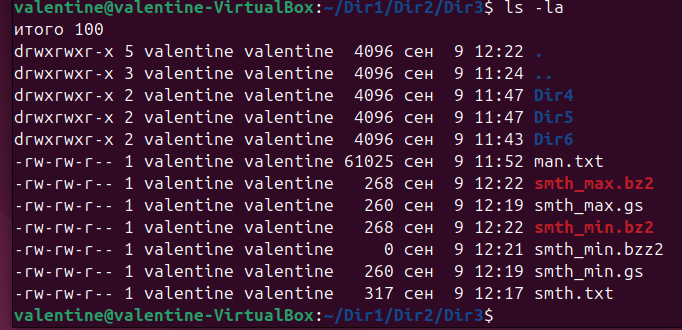 valentine@valentine-VirtualBox:~/Dir1/Dir2/Dir3$ ls -la
итого 100
drwxrwxr-x 5 valentine valentine  4096 сен  9 12:22 .
drwxrwxr-x 3 valentine valentine  4096 сен  9 11:24 ..
drwxrwxr-x 2 valentine valentine  4096 сен  9 11:47 Dir4
drwxrwxr-x 2 valentine valentine  4096 сен  9 11:47 Dir5
drwxrwxr-x 2 valentine valentine  4096 сен  9 11:43 Dir6
-rw-rw-r-- 1 valentine valentine 61025 сен  9 11:52 man.txt
-rw-rw-r-- 1 valentine valentine   268 сен  9 12:22 smth_max.bz2
-rw-rw-r-- 1 valentine valentine   260 сен  9 12:19 smth_max.gs
-rw-rw-r-- 1 valentine valentine   268 сен  9 12:22 smth_min.bz2
-rw-rw-r-- 1 valentine valentine     0 сен  9 12:21 smth_min.bzz2
-rw-rw-r-- 1 valentine valentine   260 сен  9 12:19 smth_min.gs
-rw-rw-r-- 1 valentine valentine   317 сен  9 12:17 smth.txt
valentine@valentine-VirtualBox:~/Dir1/Dir2/Dir3$